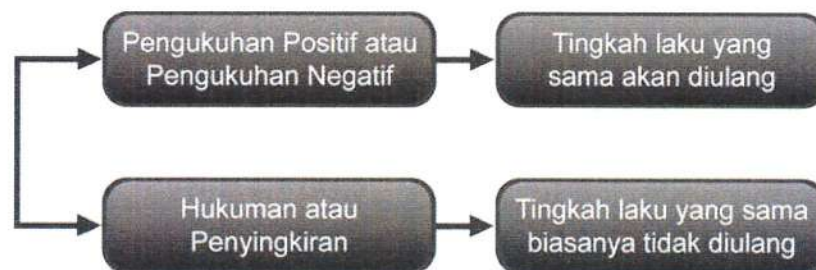 Pengukuhan Positif atau
Pengukuhan Negatif
Tingkah laku yang
sama akan diulang
Hukuman atau
Penyingkiran
Tingkah laku yang sama
biasanya tidak diulang